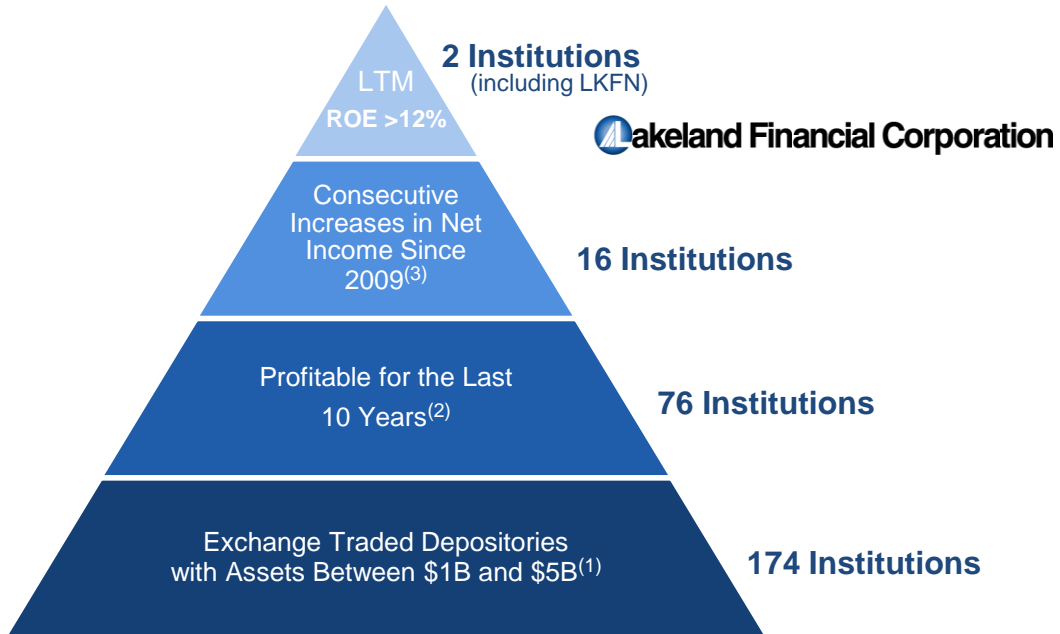 LTM
ROE >12%
2 Institutions
(including LKFN)
Lakeland Financial Corporation
Consecutive
Increases in Net
Income Since
2009(3)
16 Institutions
Profitable for the Last
10 Years(2)
76 Institutions
Exchange Traded Depositories
with Assets Between $1B and $5B(1)
174 Institutions